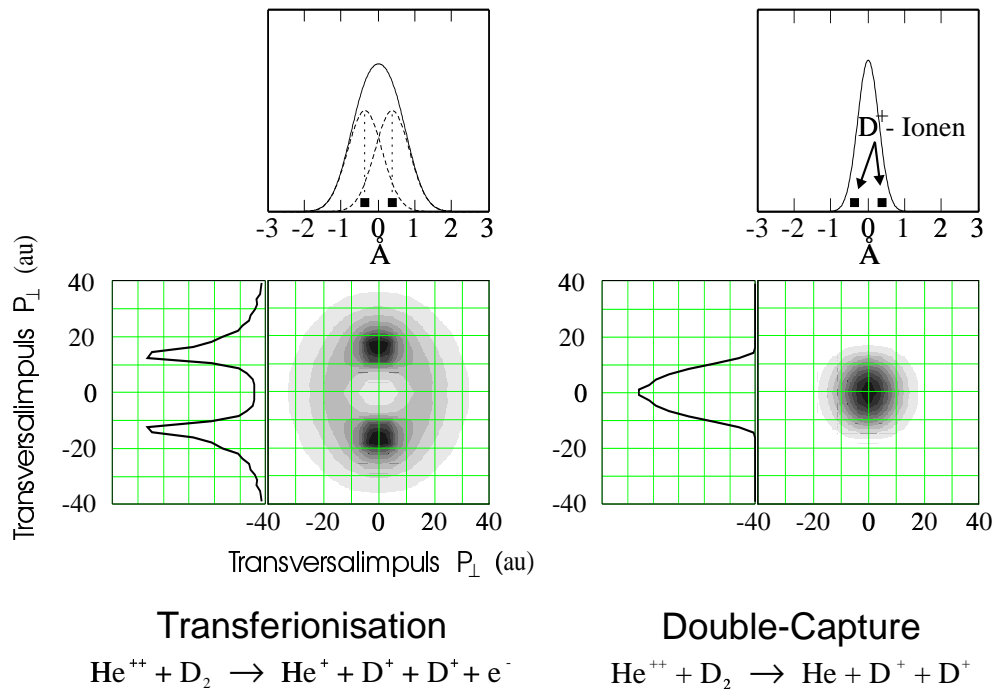 D⁺- Ionen
-3 -2 -1 0 1 2 3
Å
-3 -2 -1 0 1 2 3
Å
Transversalimpuls P⊥ (au)
40
20
0
-20
-40
-40 -20 0 20 40
40
20
0
-20
-40
-40 -20 0 20 40
Transversalimpuls P⊥ (au)
Transferionisation
He⁺⁺ + D₂ → He⁺ + D⁺ + D⁺ + e⁻
Double-Capture
He⁺⁺ + D₂ → He + D⁺ + D⁺